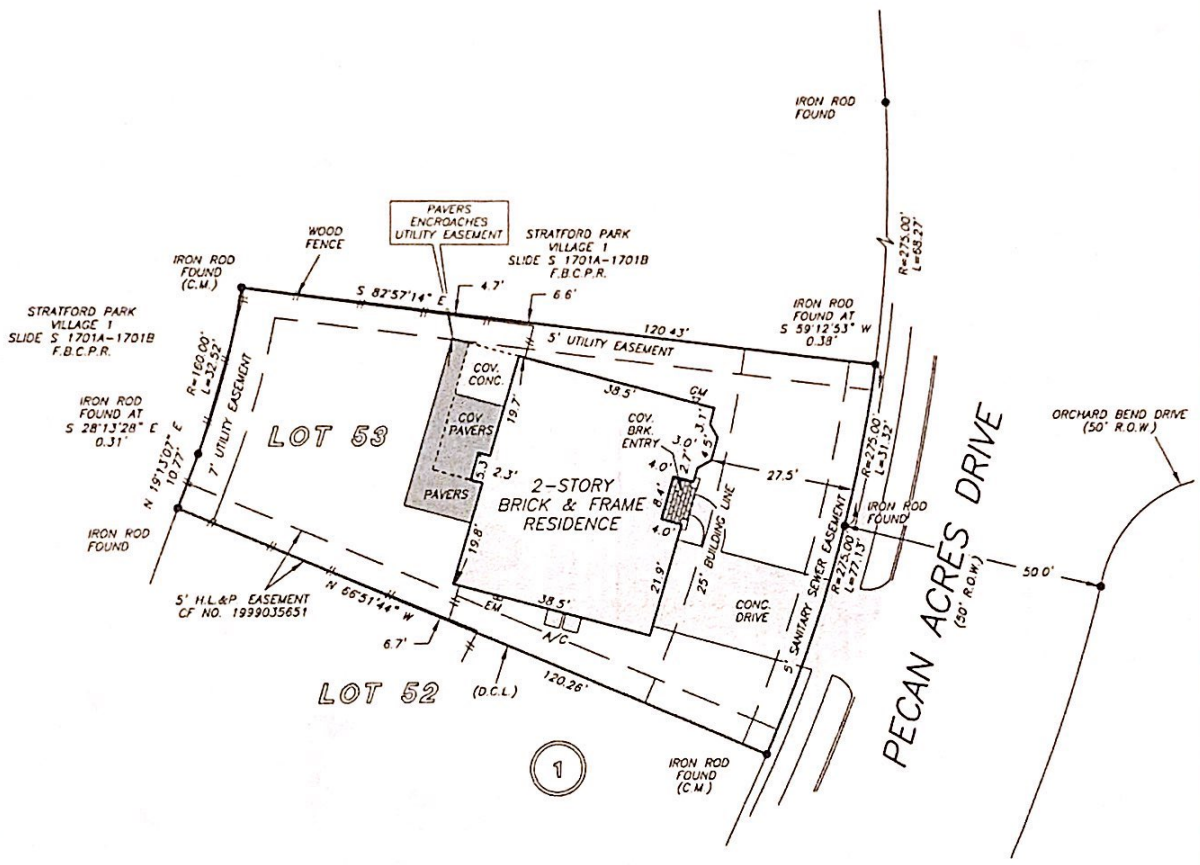 IRON ROD
FOUND
R=275.00'
L=68.27'
PAVERS
ENCROACHES
UTILITY EASEMENT
WOOD
FENCE
STRATFORD PARK
VILLAGE 1
SLIDE S 1701A-1701B
F.B.C.P.R.
IRON ROD
FOUND
(C.M.)
S 82°57'14" E
4.7'
6.6'
120.43'
IRON ROD
FOUND AT
S 59°12'53" W
0.38'
STRATFORD PARK
VILLAGE 1
SLIDE S 1701A-1701B
F.B.C.P.R.
R=160.00'
L=32.52'
7' UTILITY EASEMENT
5' UTILITY EASEMENT
COV.
CONC.
19.7'
38.5'
GM
3.1'
4.5'
IRON ROD
FOUND AT
S 28°13'28" E
0.31'
LOT 53
COV
PAVERS
COV.
BRK.
ENTRY
3.0'
2.7'
4.0'
27.5'
R=275.00'
L=31.32'
ORCHARD BEND DRIVE
(50' R.O.W.)
N 19°13'07" E
10.77'
5.3
2.3'
PAVERS
2-STORY
BRICK & FRAME
RESIDENCE
8.4'
4.0'
25' BUILDING LINE
IRON ROD
FOUND
IRON ROD
FOUND
19.8'
21.9'
5' SANITARY SEWER EASEMENT
R=275.00'
L=77.13'
50.0'
PECAN ACRES DRIVE
(50' R.O.W.)
5' H.L.&P EASEMENT
CF NO. 1999035651
N 66°51'44" W
EM
38.5'
A/C
CONC.
DRIVE
6.7'
LOT 52
(D.C.L.)
120.26'
1
IRON ROD
FOUND
(C.M.)